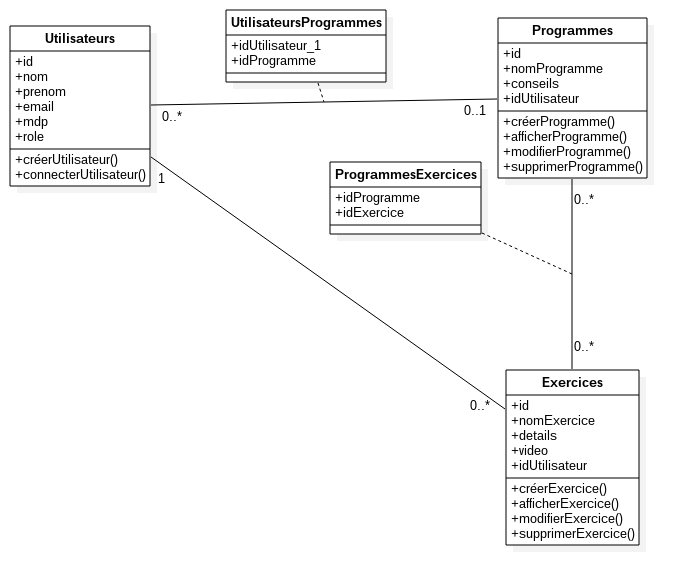 Utilisateurs
+id
+nom
+prenom
+email
+mdp
+role
+créerUtilisateur()
+connecterUtilisateur()
UtilisateursProgrammes
+idUtilisateur_1
+idProgramme
Programmes
+id
+nomProgramme
+conseils
+idUtilisateur
+créerProgramme()
+afficherProgramme()
+modifierProgramme()
+supprimerProgramme()
0..*
0..1
1
ProgrammesExercices
+idProgramme
+idExercice
0..*
0..*
0..*
Exercices
+id
+nomExercice
+details
+video
+idUtilisateur
+créerExercice()
+afficherExercice()
+modifierExercice()
+supprimerExercice()